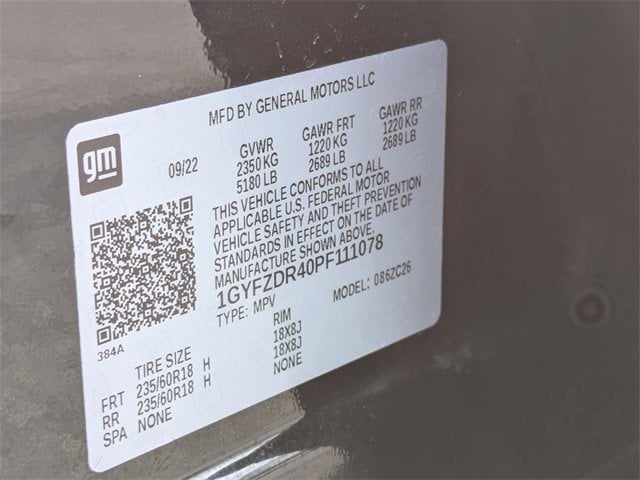 MFD BY GENERAL MOTORS LLC
gm
09/22
GVWR GAWR FRT GAWR RR
2350 KG 1220 KG 1220 KG
5180 LB 2689 LB 2689 LB
THIS VEHICLE CONFORMS TO ALL
APPLICABLE U.S. FEDERAL MOTOR
VEHICLE SAFETY AND THEFT PREVENTION
STANDARDS IN EFFECT ON THE DATE OF
MANUFACTURE SHOWN ABOVE.
1GYFZDR40PF111078
TYPE: MPV MODEL: 086ZC26
384A
TIRE SIZE RIM
FRT 235/60R18 H 18X8J
RR 235/60R18 H 18X8J
SPA NONE NONE